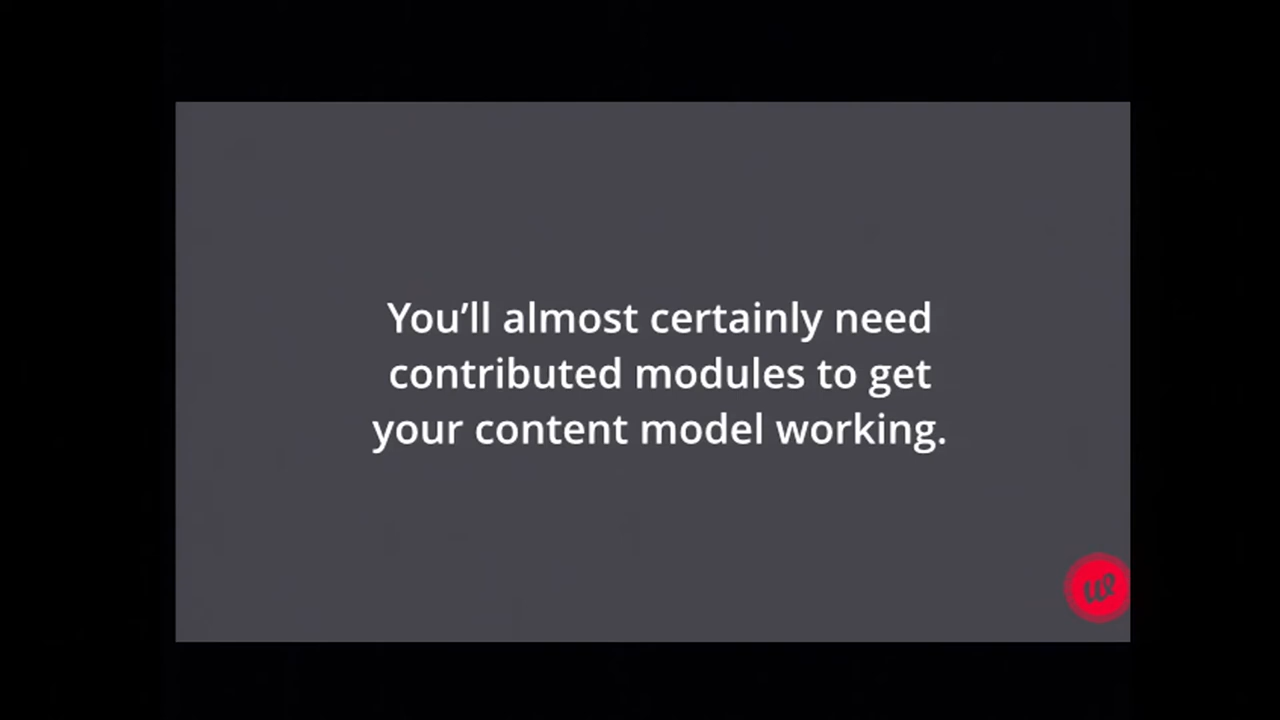 You’ll almost certainly need
contributed modules to get
your content model working.